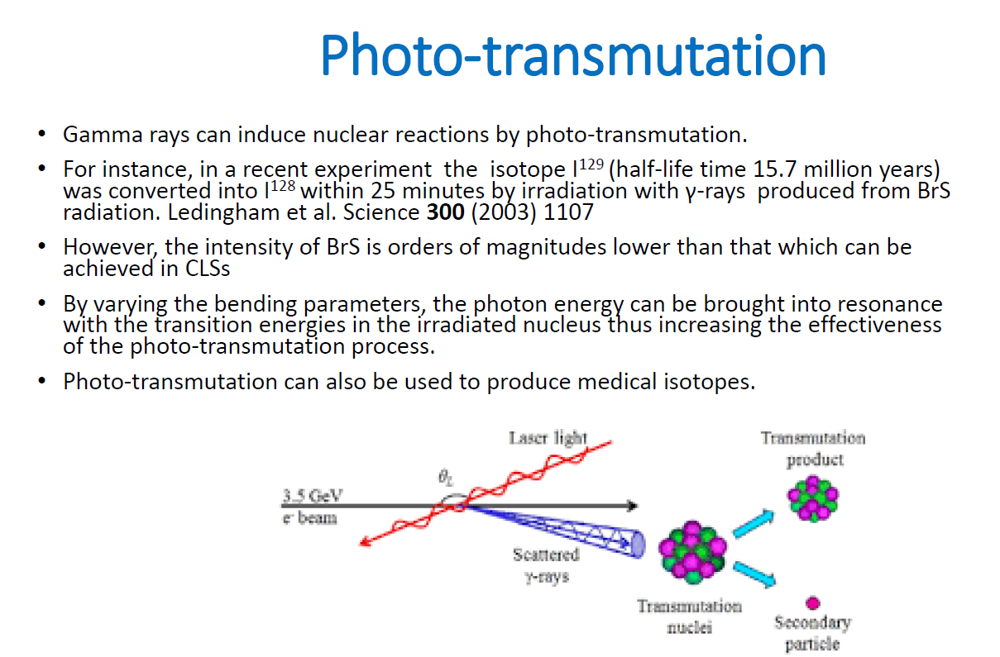 Photo-transmutation
• Gamma rays can induce nuclear reactions by photo-transmutation.
• For instance, in a recent experiment the isotope I¹²⁹ (half-life time 15.7 million years)
was converted into I¹²⁸ within 25 minutes by irradiation with γ-rays produced from BrS
radiation. Ledingham et al. Science 300 (2003) 1107
• However, the intensity of BrS is orders of magnitudes lower than that which can be
achieved in CLSs
• By varying the bending parameters, the photon energy can be brought into resonance
with the transition energies in the irradiated nucleus thus increasing the effectiveness
of the photo-transmutation process.
• Photo-transmutation can also be used to produce medical isotopes.
Laser light
θL
3.5 GeV
e⁻ beam
Scattered
γ-rays
Transmutation
nuclei
Transmutation
product
Secondary
particle